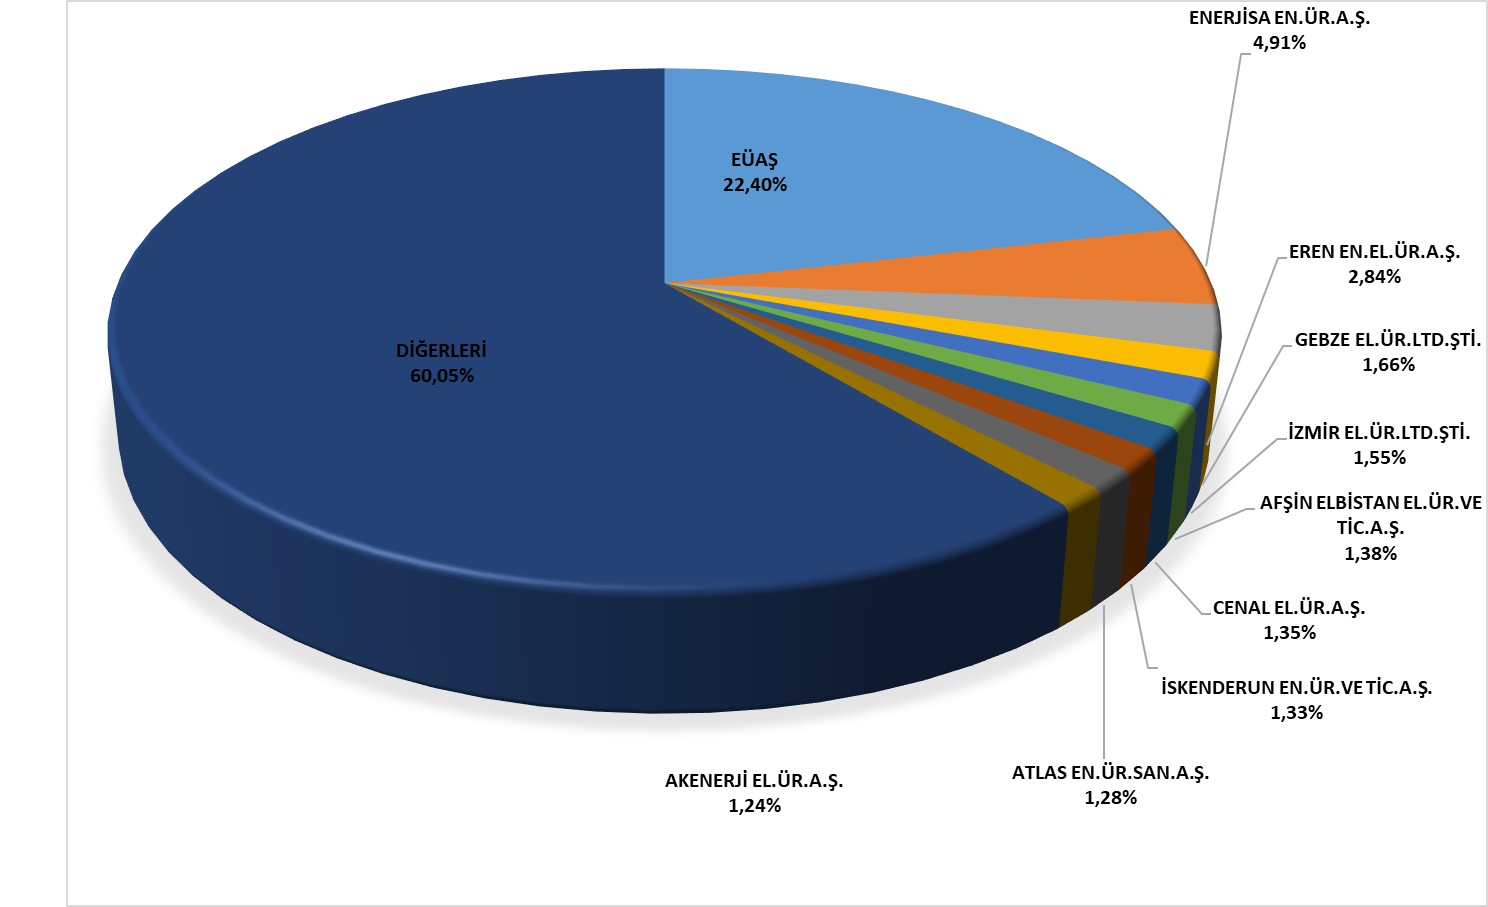 ENERJİSA EN.ÜR.A.Ş.
4,91%
EÜAŞ
22,40%
EREN EN.EL.ÜR.A.Ş.
2,84%
GEBZE EL.ÜR.LTD.ŞTİ.
1,66%
DİĞERLERİ
60,05%
İZMİR EL.ÜR.LTD.ŞTİ.
1,55%
AFŞİN ELBİSTAN EL.ÜR.VE
TİC.A.Ş.
1,38%
CENAL EL.ÜR.A.Ş.
1,35%
İSKENDERUN EN.ÜR.VE TİC.A.Ş.
1,33%
ATLAS EN.ÜR.SAN.A.Ş.
1,28%
AKENERJİ EL.ÜR.A.Ş.
1,24%